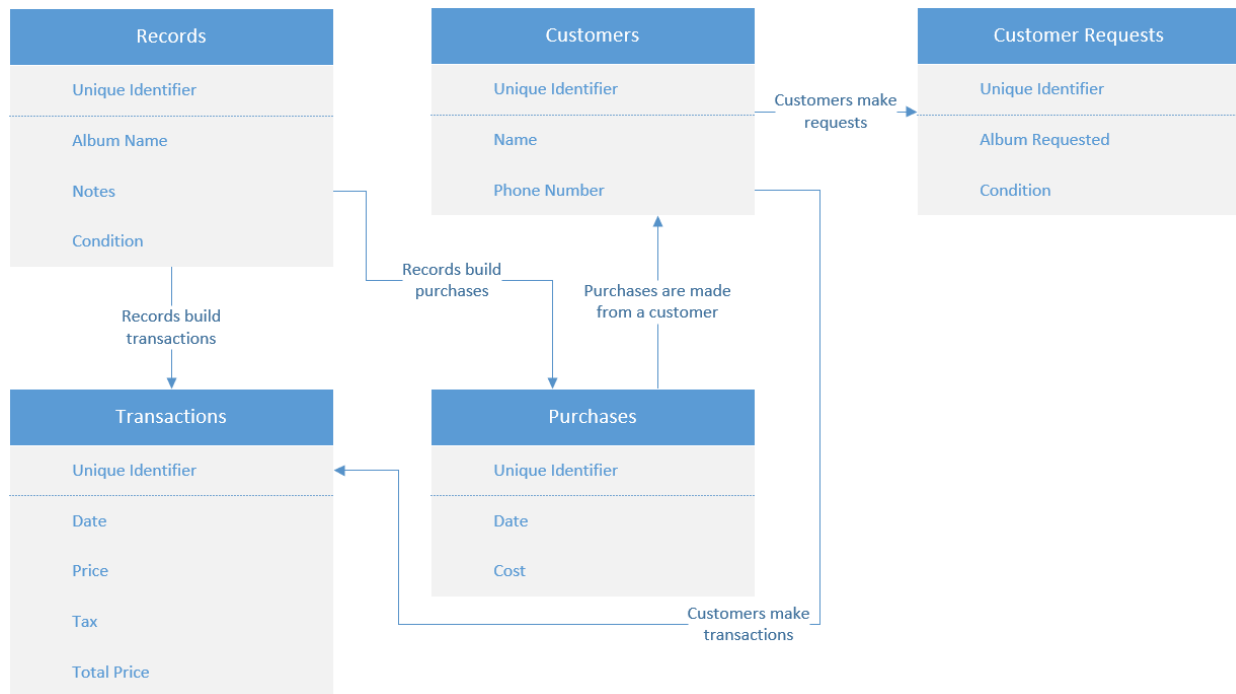 Records
Unique Identifier
Album Name
Notes
Condition
Customers
Unique Identifier
Name
Phone Number
Customer Requests
Unique Identifier
Album Requested
Condition
Customers make
requests
Records build
purchases
Purchases are made
from a customer
Records build
transactions
Transactions
Unique Identifier
Date
Price
Tax
Total Price
Purchases
Unique Identifier
Date
Cost
Customers make
transactions